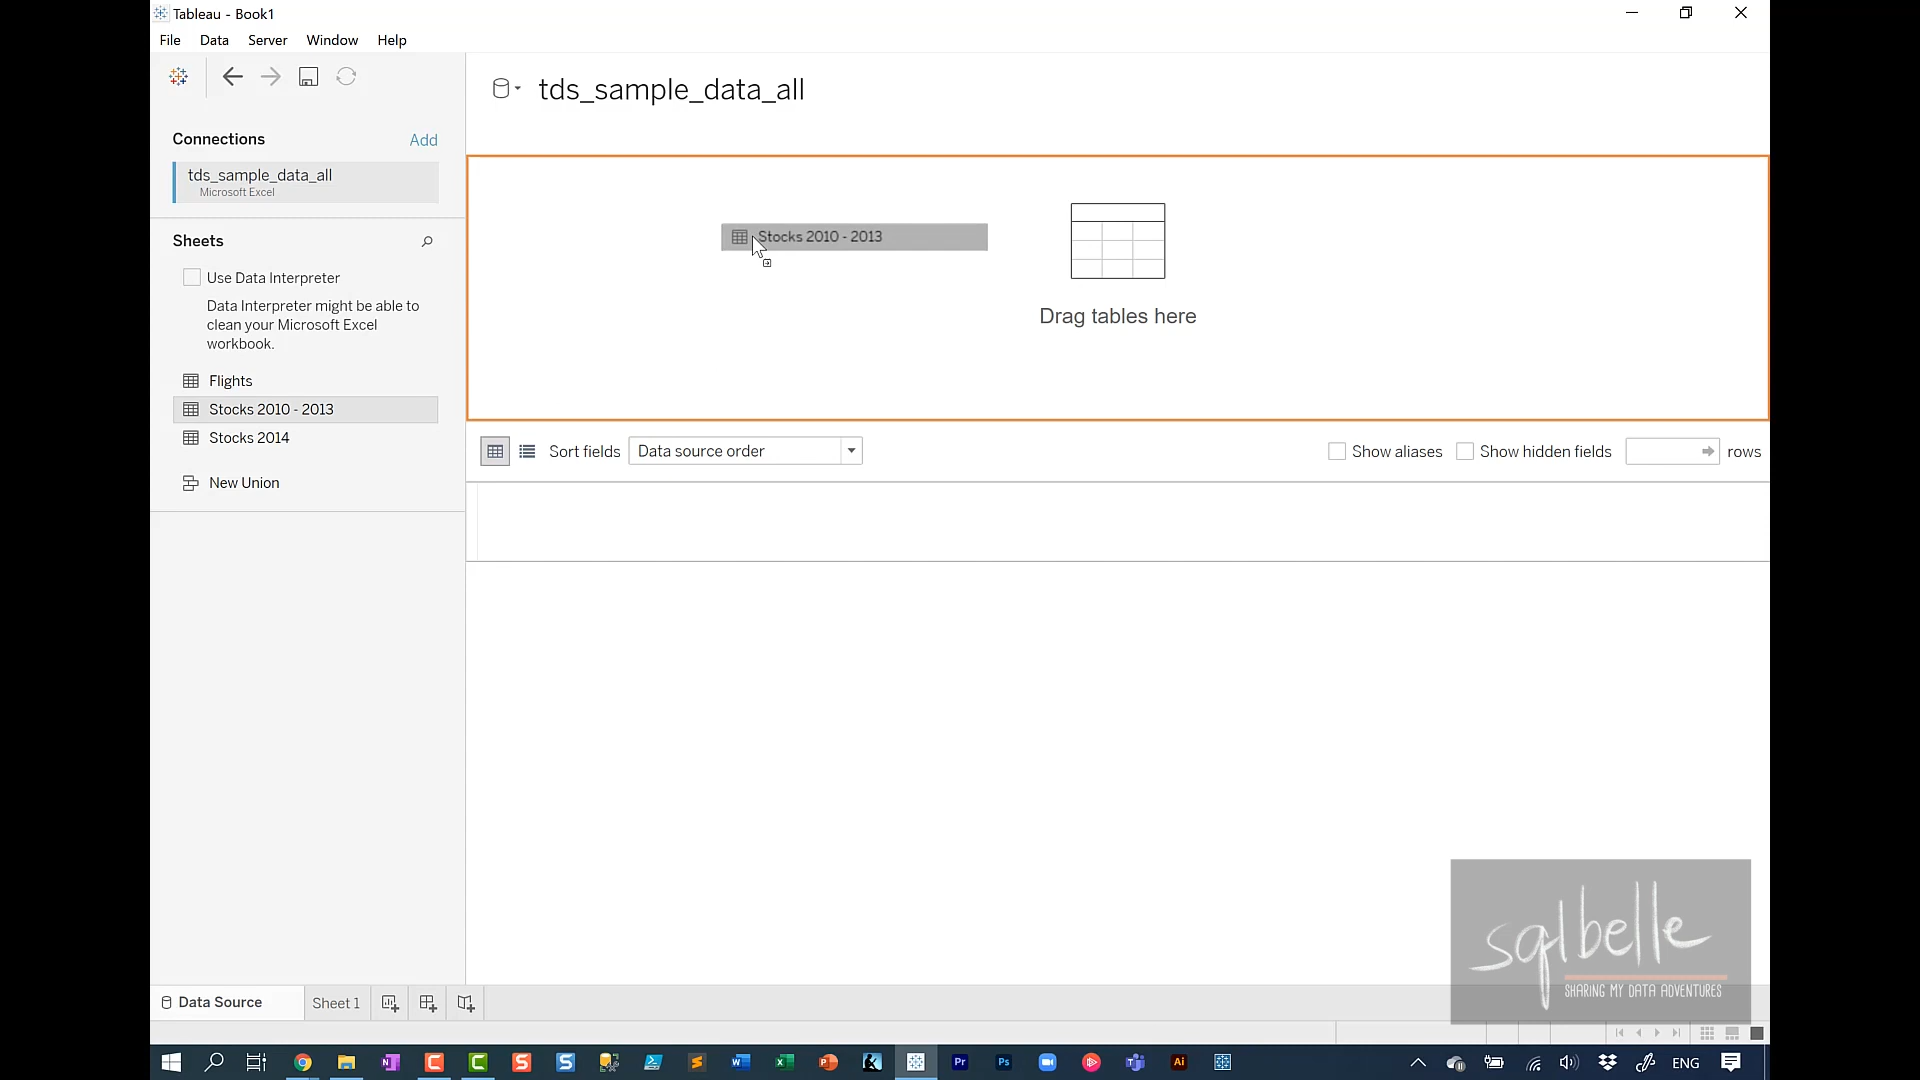 Tableau - Book1
File Data Server Window Help
tds_sample_data_all
Connections Add
tds_sample_data_all
Microsoft Excel
Sheets
Use Data Interpreter
Data Interpreter might be able to
clean your Microsoft Excel
workbook.
Flights
Stocks 2010 - 2013
Stocks 2014
New Union
Stocks 2010 - 2013
Drag tables here
Sort fields Data source order Show aliases Show hidden fields rows
sqlbelle
SHARING MY DATA ADVENTURES
Data Source Sheet 1
N C C S S S W X P Pr Ps T Ai ENG